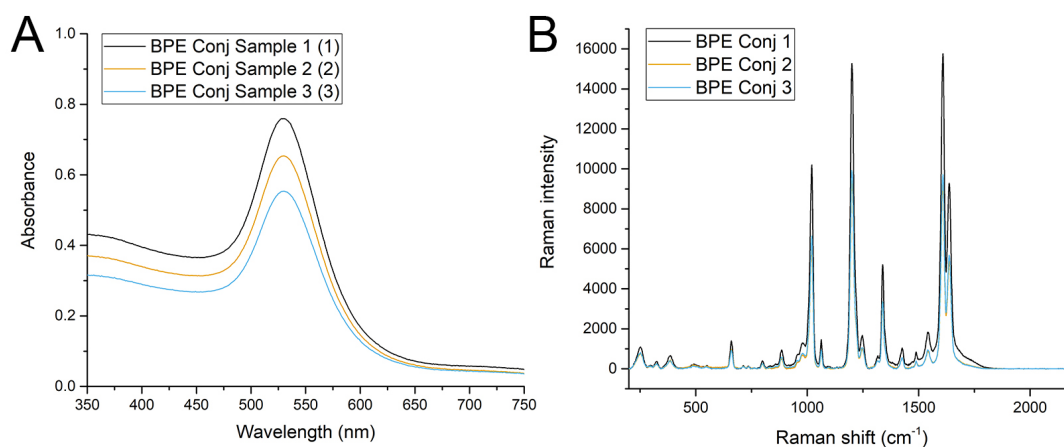 A
BPE Conj Sample 1 (1)
BPE Conj Sample 2 (2)
BPE Conj Sample 3 (3)
Absorbance
1.0
0.8
0.6
0.4
0.2
0.0
350 400 450 500 550 600 650 700 750
Wavelength (nm)
B
BPE Conj 1
BPE Conj 2
BPE Conj 3
Raman intensity
16000
14000
12000
10000
8000
6000
4000
2000
0
500 1000 1500 2000
Raman shift (cm⁻¹)